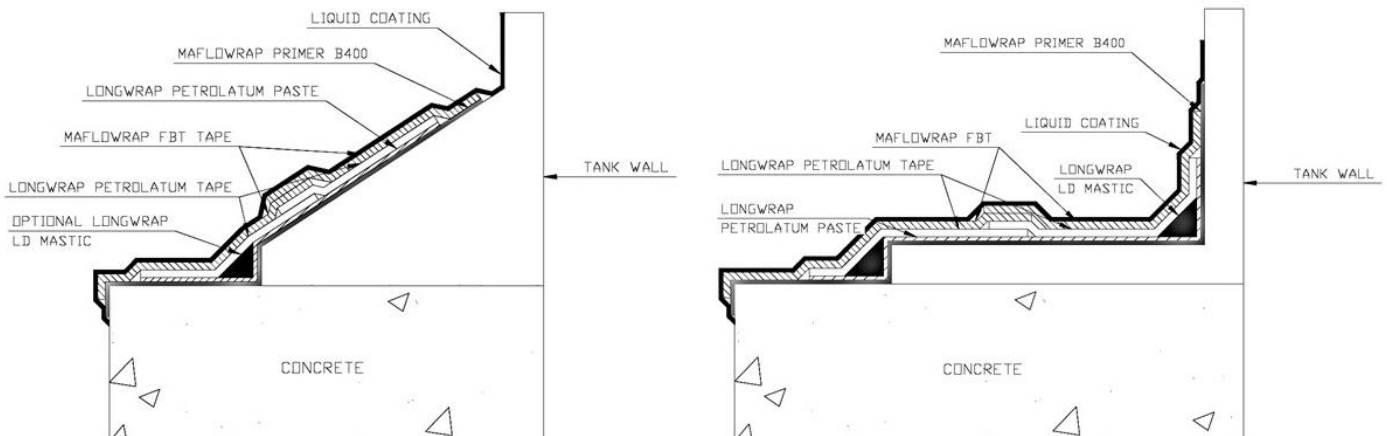 LIQUID COATING
MAFLOWRAP PRIMER B400
LONGWRAP PETROLATUM PASTE
MAFLOWRAP FBT TAPE
LONGWRAP PETROLATUM TAPE
OPTIONAL LONGWRAP
LD MASTIC
TANK WALL
CONCRETE
MAFLOWRAP PRIMER B400
LIQUID COATING
MAFLOWRAP FBT
LONGWRAP PETROLATUM TAPE
LONGWRAP
LD MASTIC
TANK WALL
LONGWRAP
PETROLATUM PASTE
CONCRETE